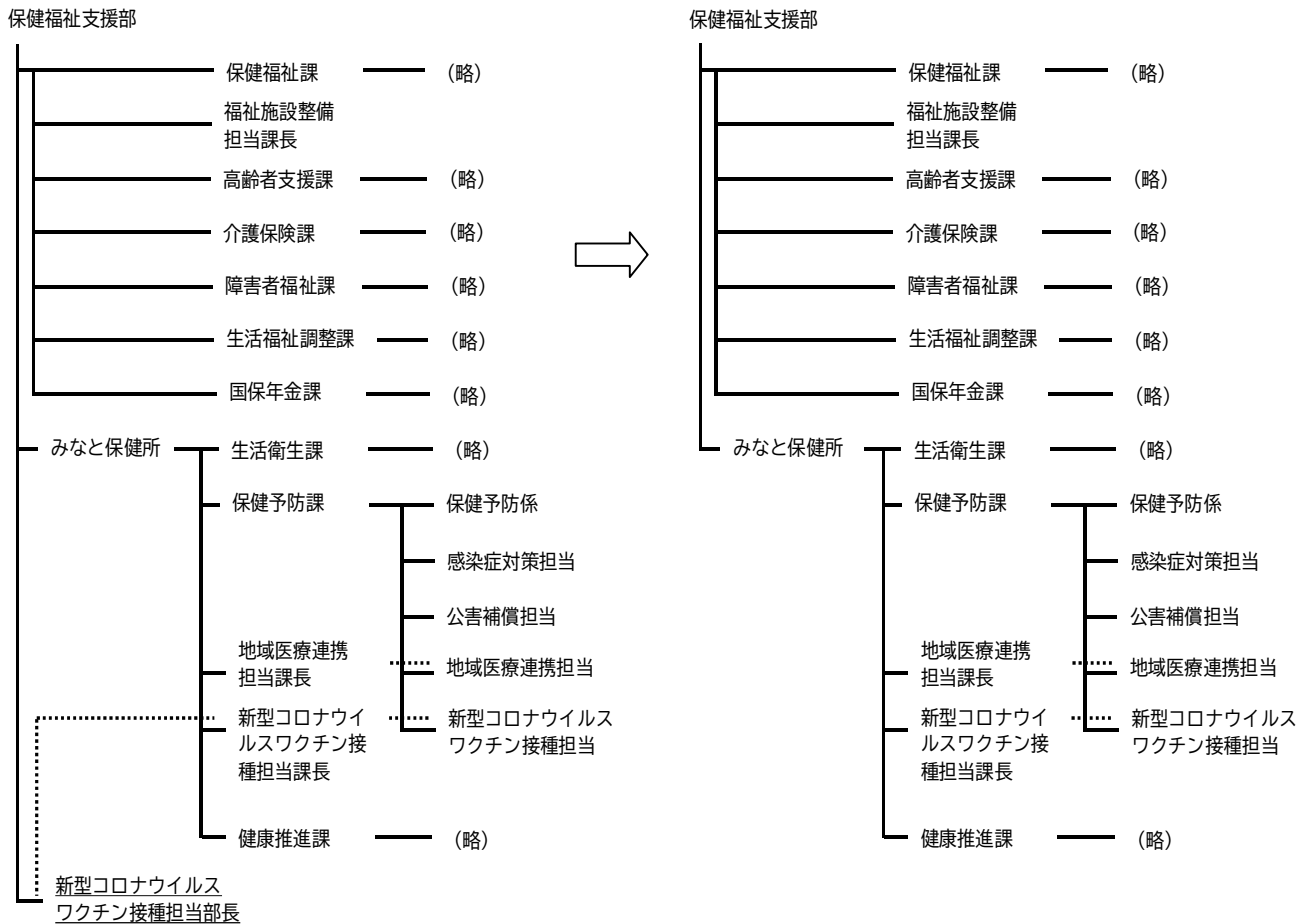 保健福祉支援部
保健福祉課 (略)
福祉施設整備
担当課長
高齢者支援課 (略)
介護保険課 (略)
障害者福祉課 (略)
生活福祉調整課 (略)
国保年金課 (略)
みなと保健所 生活衛生課 (略)
保健予防課 保健予防係
感染症対策担当
公害補償担当
地域医療連携
担当課長
地域医療連携担当
新型コロナウイ
ルスワクチン接
種担当課長
新型コロナウイルス
ワクチン接種担当
健康推進課 (略)
新型コロナウイルス
ワクチン接種担当部長
保健福祉支援部
保健福祉課 (略)
福祉施設整備
担当課長
高齢者支援課 (略)
介護保険課 (略)
障害者福祉課 (略)
生活福祉調整課 (略)
国保年金課 (略)
みなと保健所 生活衛生課 (略)
保健予防課 保健予防係
感染症対策担当
公害補償担当
地域医療連携
担当課長
地域医療連携担当
新型コロナウイ
ルスワクチン接
種担当課長
新型コロナウイルス
ワクチン接種担当
健康推進課 (略)